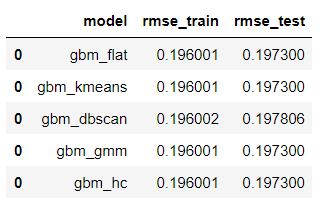 model rmse_train rmse_test
0 gbm_flat 0.196001 0.197300
0 gbm_kmeans 0.196001 0.197300
0 gbm_dbscan 0.196002 0.197806
0 gbm_gmm 0.196001 0.197300
0 gbm_hc 0.196001 0.197300